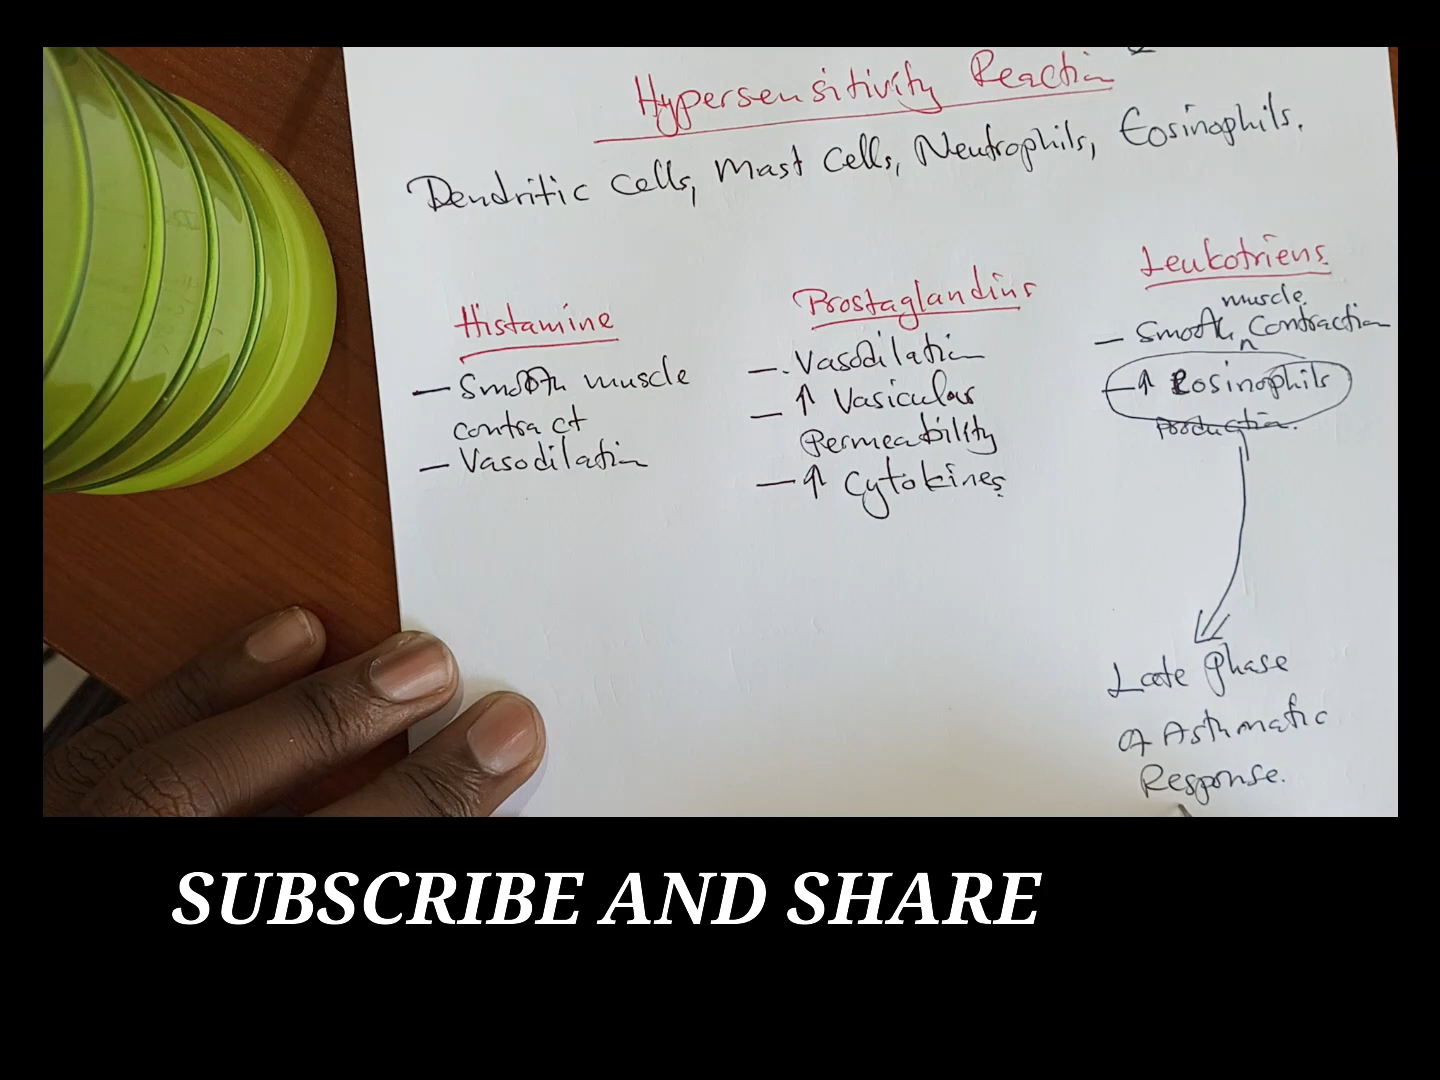 Hypersensitivity Reaction
Dendritic Cells, Mast Cells, Neutrophils, Eosinophils.
Histamine
— Smooth muscle
contract
— Vasodilation
Prostaglandins
— . Vasodilation
— ↑ Vasicular
Permeability
— ↑ Cytokines
Leukotriens
muscle
— Smooth ^ Contraction
— ↑ Eosinophils
Production.
Late Phase
of Asthmatic
Response.
SUBSCRIBE AND SHARE